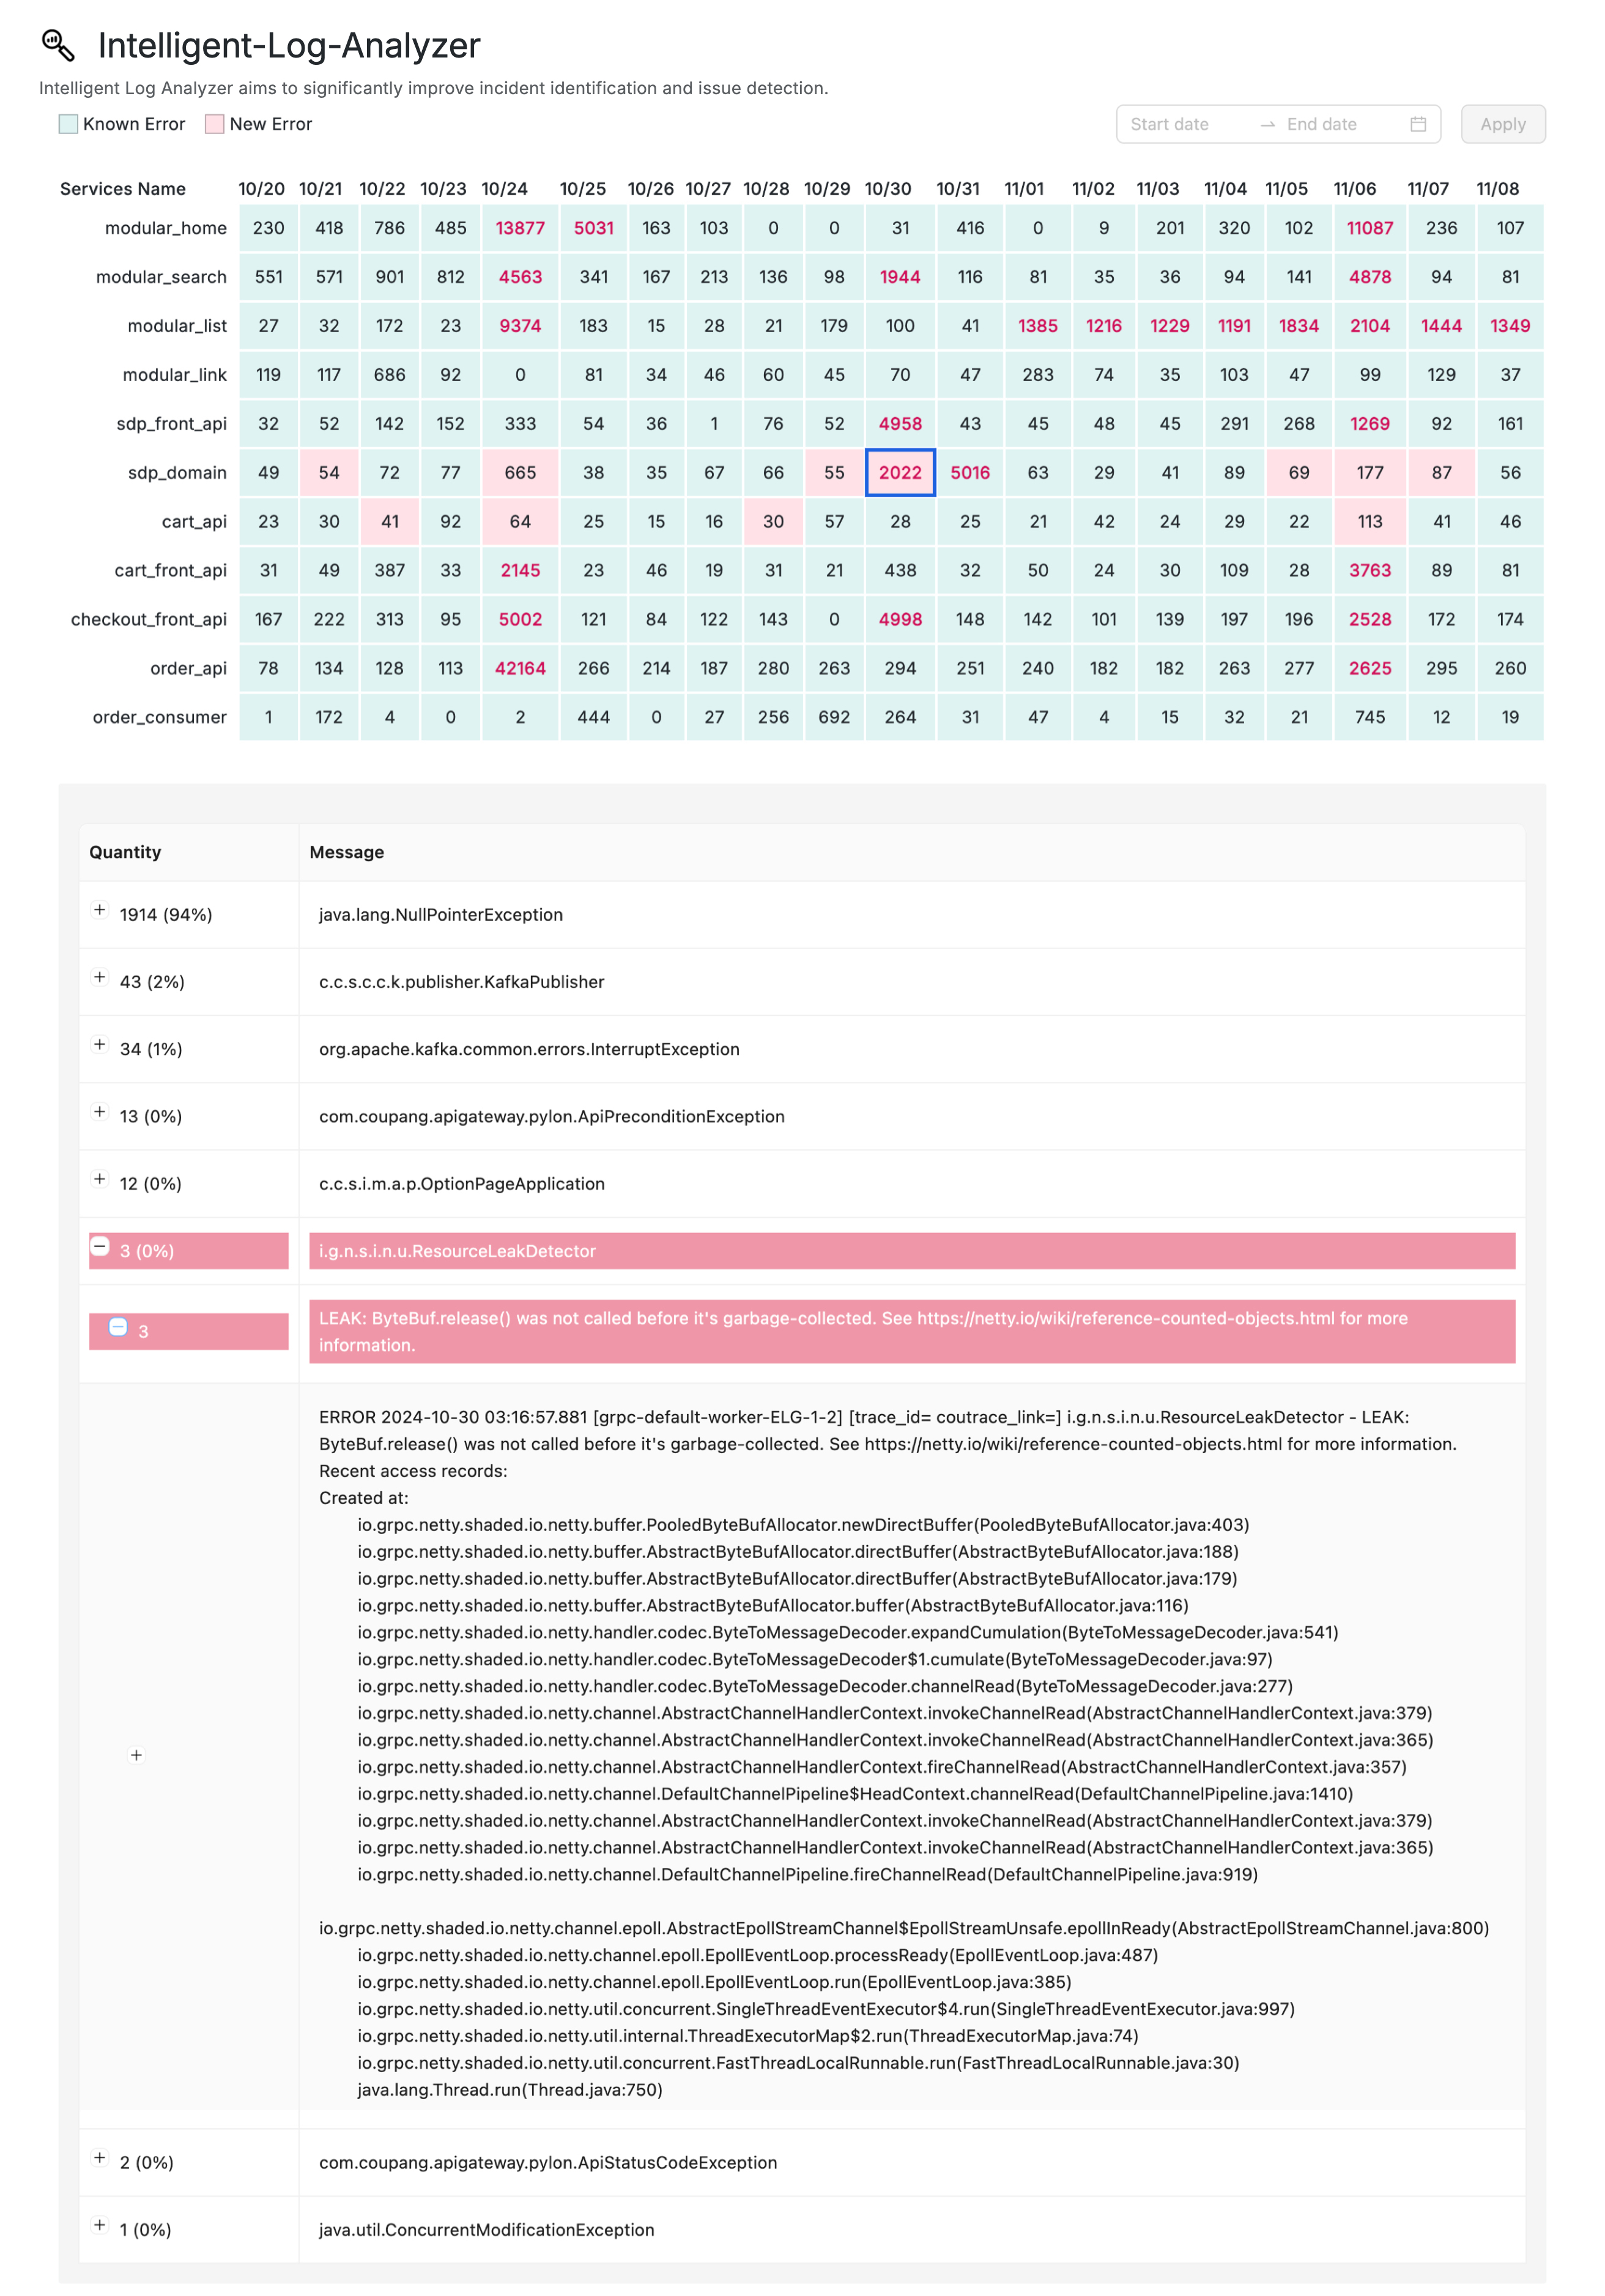 Intelligent-Log-Analyzer
Intelligent Log Analyzer aims to significantly improve incident identification and issue detection.
Known Error New Error Start date → End date Apply
Services Name 10/20 10/21 10/22 10/23 10/24 10/25 10/26 10/27 10/28 10/29 10/30 10/31 11/01 11/02 11/03 11/04 11/05 11/06 11/07 11/08
modular_home 230 418 786 485 13877 5031 163 103 0 0 31 416 0 9 201 320 102 11087 236 107
modular_search 551 571 901 812 4563 341 167 213 136 98 1944 116 81 35 36 94 141 4878 94 81
modular_list 27 32 172 23 9374 183 15 28 21 179 100 41 1385 1216 1229 1191 1834 2104 1444 1349
modular_link 119 117 686 92 0 81 34 46 60 45 70 47 283 74 35 103 47 99 129 37
sdp_front_api 32 52 142 152 333 54 36 1 76 52 4958 43 45 48 45 291 268 1269 92 161
sdp_domain 49 54 72 77 665 38 35 67 66 55 2022 5016 63 29 41 89 69 177 87 56
cart_api 23 30 41 92 64 25 15 16 30 57 28 25 21 42 24 29 22 113 41 46
cart_front_api 31 49 387 33 2145 23 46 19 31 21 438 32 50 24 30 109 28 3763 89 81
checkout_front_api 167 222 313 95 5002 121 84 122 143 0 4998 148 142 101 139 197 196 2528 172 174
order_api 78 134 128 113 42164 266 214 187 280 263 294 251 240 182 182 263 277 2625 295 260
order_consumer 1 172 4 0 2 444 0 27 256 692 264 31 47 4 15 32 21 745 12 19
Quantity Message
+ 1914 (94%) java.lang.NullPointerException
+ 43 (2%) c.c.s.c.c.k.publisher.KafkaPublisher
+ 34 (1%) org.apache.kafka.common.errors.InterruptException
+ 13 (0%) com.coupang.apigateway.pylon.ApiPreconditionException
+ 12 (0%) c.c.s.i.m.a.p.OptionPageApplication
− 3 (0%) i.g.n.s.i.n.u.ResourceLeakDetector
− 3 LEAK: ByteBuf.release() was not called before it's garbage-collected. See https://netty.io/wiki/reference-counted-objects.html for more
information.
ERROR 2024-10-30 03:16:57.881 [grpc-default-worker-ELG-1-2] [trace_id= coutrace_link=] i.g.n.s.i.n.u.ResourceLeakDetector - LEAK:
ByteBuf.release() was not called before it's garbage-collected. See https://netty.io/wiki/reference-counted-objects.html for more information.
Recent access records:
Created at:
io.grpc.netty.shaded.io.netty.buffer.PooledByteBufAllocator.newDirectBuffer(PooledByteBufAllocator.java:403)
io.grpc.netty.shaded.io.netty.buffer.AbstractByteBufAllocator.directBuffer(AbstractByteBufAllocator.java:188)
io.grpc.netty.shaded.io.netty.buffer.AbstractByteBufAllocator.directBuffer(AbstractByteBufAllocator.java:179)
io.grpc.netty.shaded.io.netty.buffer.AbstractByteBufAllocator.buffer(AbstractByteBufAllocator.java:116)
io.grpc.netty.shaded.io.netty.handler.codec.ByteToMessageDecoder.expandCumulation(ByteToMessageDecoder.java:541)
io.grpc.netty.shaded.io.netty.handler.codec.ByteToMessageDecoder$1.cumulate(ByteToMessageDecoder.java:97)
io.grpc.netty.shaded.io.netty.handler.codec.ByteToMessageDecoder.channelRead(ByteToMessageDecoder.java:277)
io.grpc.netty.shaded.io.netty.channel.AbstractChannelHandlerContext.invokeChannelRead(AbstractChannelHandlerContext.java:379)
io.grpc.netty.shaded.io.netty.channel.AbstractChannelHandlerContext.invokeChannelRead(AbstractChannelHandlerContext.java:365)
io.grpc.netty.shaded.io.netty.channel.AbstractChannelHandlerContext.fireChannelRead(AbstractChannelHandlerContext.java:357)
io.grpc.netty.shaded.io.netty.channel.DefaultChannelPipeline$HeadContext.channelRead(DefaultChannelPipeline.java:1410)
io.grpc.netty.shaded.io.netty.channel.AbstractChannelHandlerContext.invokeChannelRead(AbstractChannelHandlerContext.java:379)
io.grpc.netty.shaded.io.netty.channel.AbstractChannelHandlerContext.invokeChannelRead(AbstractChannelHandlerContext.java:365)
io.grpc.netty.shaded.io.netty.channel.DefaultChannelPipeline.fireChannelRead(DefaultChannelPipeline.java:919)
io.grpc.netty.shaded.io.netty.channel.epoll.AbstractEpollStreamChannel$EpollStreamUnsafe.epollInReady(AbstractEpollStreamChannel.java:800)
io.grpc.netty.shaded.io.netty.channel.epoll.EpollEventLoop.processReady(EpollEventLoop.java:487)
io.grpc.netty.shaded.io.netty.channel.epoll.EpollEventLoop.run(EpollEventLoop.java:385)
io.grpc.netty.shaded.io.netty.util.concurrent.SingleThreadEventExecutor$4.run(SingleThreadEventExecutor.java:997)
io.grpc.netty.shaded.io.netty.util.internal.ThreadExecutorMap$2.run(ThreadExecutorMap.java:74)
io.grpc.netty.shaded.io.netty.util.concurrent.FastThreadLocalRunnable.run(FastThreadLocalRunnable.java:30)
java.lang.Thread.run(Thread.java:750)
+ 2 (0%) com.coupang.apigateway.pylon.ApiStatusCodeException
+ 1 (0%) java.util.ConcurrentModificationException